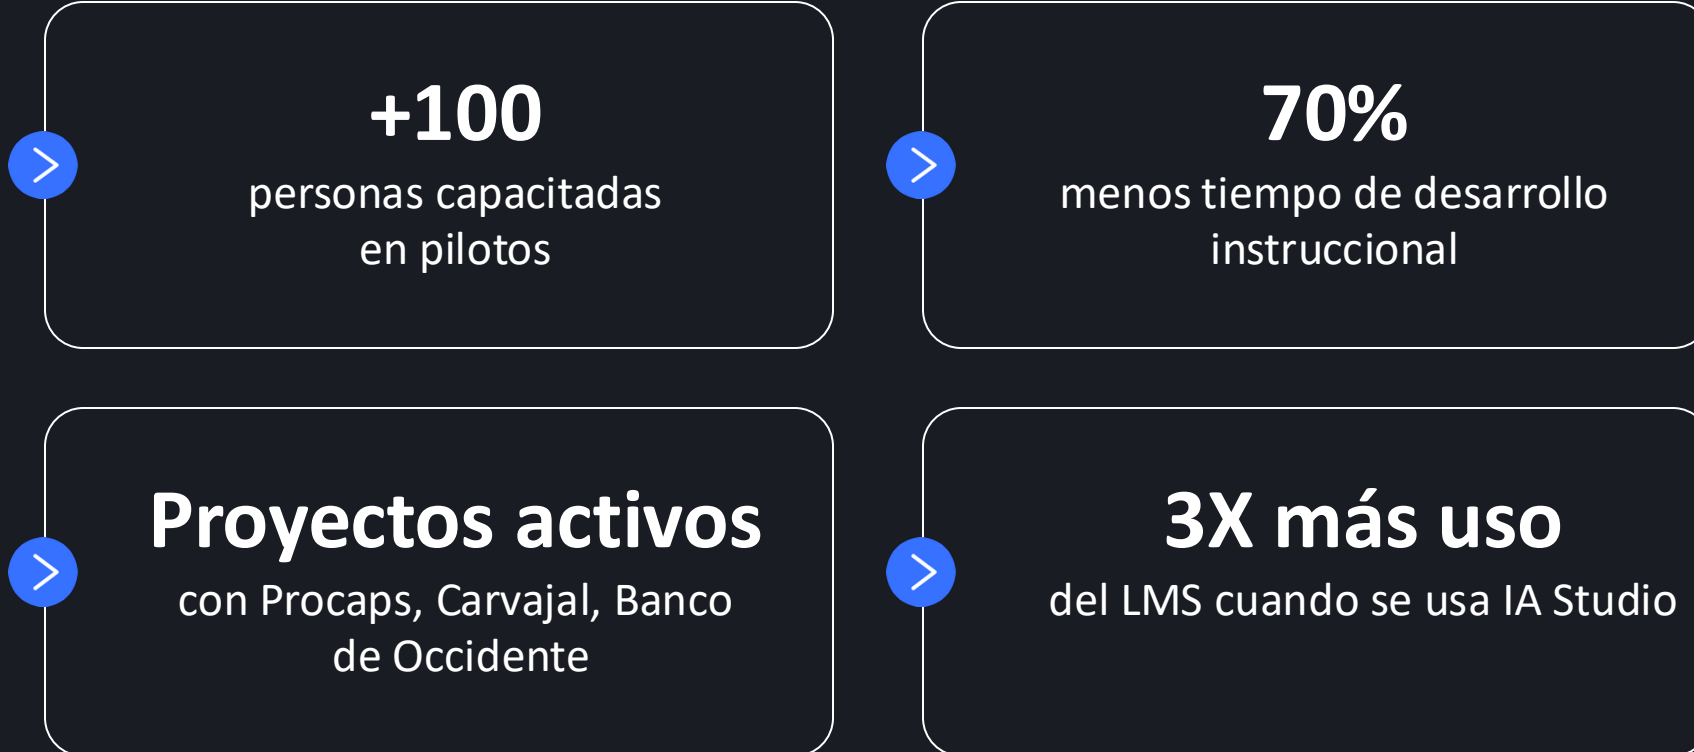 +100
personas capacitadas
en pilotos
70%
menos tiempo de desarrollo
instruccional
Proyectos activos
con Procaps, Carvajal, Banco
de Occidente
3X más uso
del LMS cuando se usa IA Studio